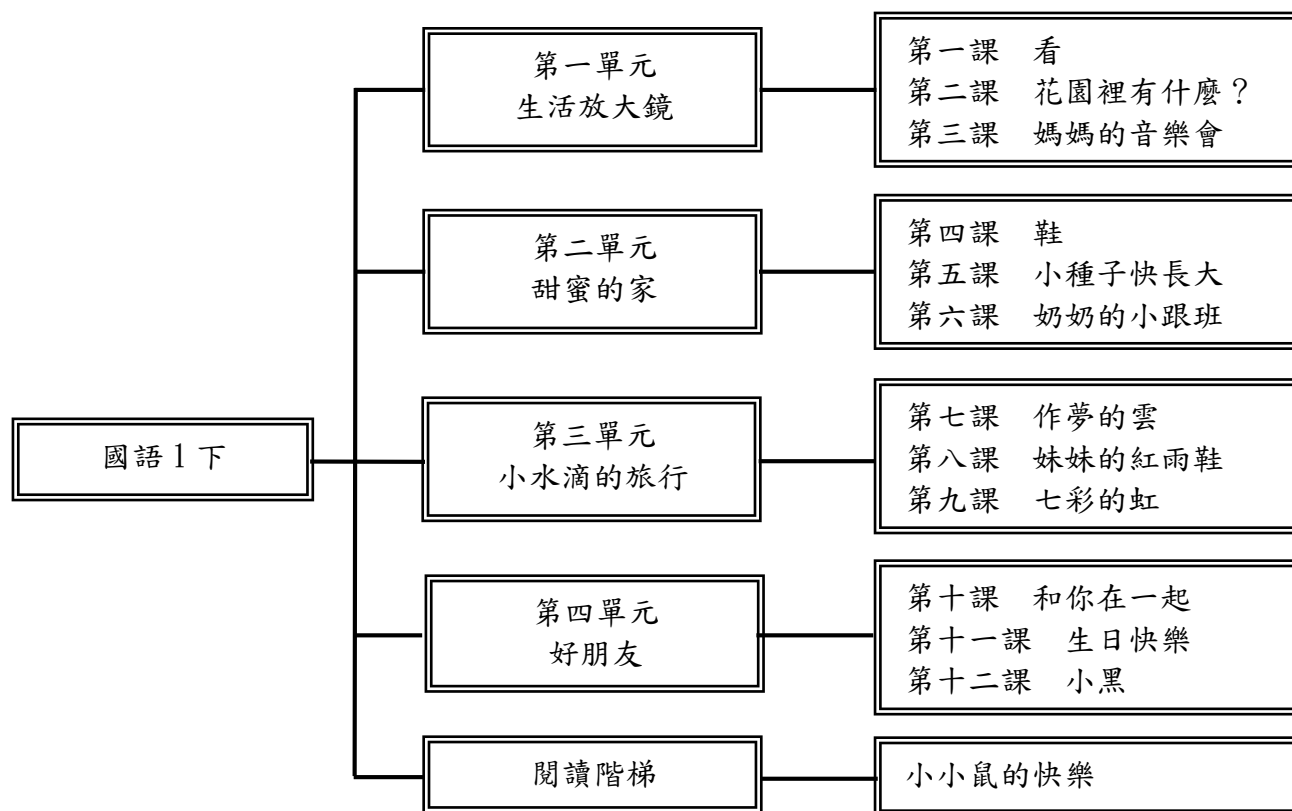 國語1下
第一單元
生活放大鏡
第一課　看
第二課　花園裡有什麼？
第三課　媽媽的音樂會
第二單元
甜蜜的家
第四課　鞋
第五課　小種子快長大
第六課　奶奶的小跟班
第三單元
小水滴的旅行
第七課　作夢的雲
第八課　妹妹的紅雨鞋
第九課　七彩的虹
第四單元
好朋友
第十課　和你在一起
第十一課　生日快樂
第十二課　小黑
閱讀階梯
小小鼠的快樂